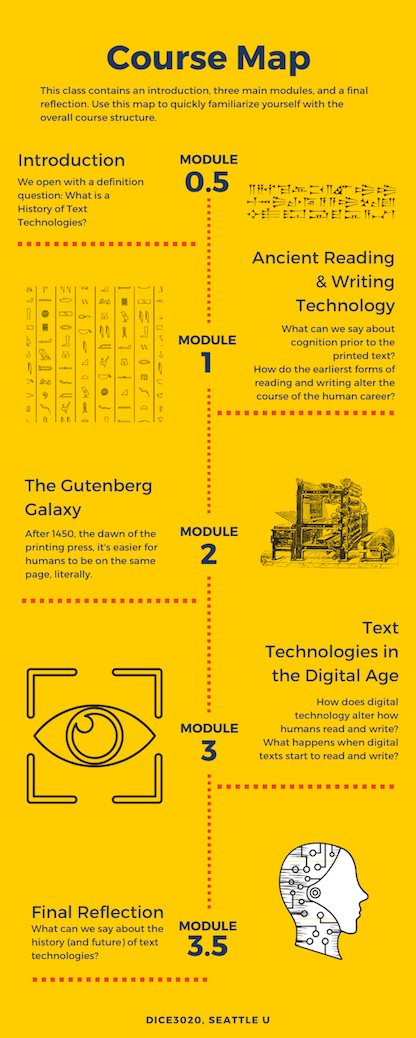 Course Map
This class contains an introduction, three main modules, and a final
reflection. Use this map to quickly familiarize yourself with the
overall course structure.
Introduction
We open with a definition
question: What is a
History of Text
Technologies?
MODULE
0.5
Ancient Reading
& Writing
Technology
What can we say about
cognition prior to the
printed text?
How do the earlierst forms of
reading and writing alter the
course of the human career?
MODULE
1
The Gutenberg
Galaxy
After 1450, the dawn of the
printing press, it's easier for
humans to be on the same
page, literally.
MODULE
2
Text
Technologies in
the Digital Age
How does digital
technology alter how
humans read and write?
What happens when digital
texts start to read and write?
MODULE
3
Final Reflection
What can we say about the
history (and future) of text
technologies?
MODULE
3.5
DICE3020, SEATTLE U